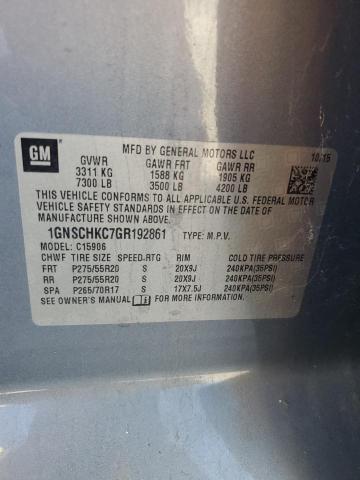 GM
MFD BY GENERAL MOTORS LLC 10/15
GVWR GAWR FRT GAWR RR
3311 KG 1588 KG 1905 KG
7300 LB 3500 LB 4200 LB
THIS VEHICLE CONFORMS TO ALL APPLICABLE U.S. FEDERAL MOTOR
VEHICLE SAFETY STANDARDS IN EFFECT ON THE DATE OF
MANUFACTURE SHOWN ABOVE.
1GNSCHKC7GR192861 TYPE: M.P.V.
MODEL: C15906
CHWF TIRE SIZE SPEED-RTG RIM COLD TIRE PRESSURE
FRT P275/55R20 S 20X9J 240KPA(35PSI)
RR P275/55R20 S 20X9J 240KPA(35PSI)
SPA P265/70R17 S 17X7.5J 240KPA(35PSI)
SEE OWNER'S MANUAL FOR MORE INFORMATION.